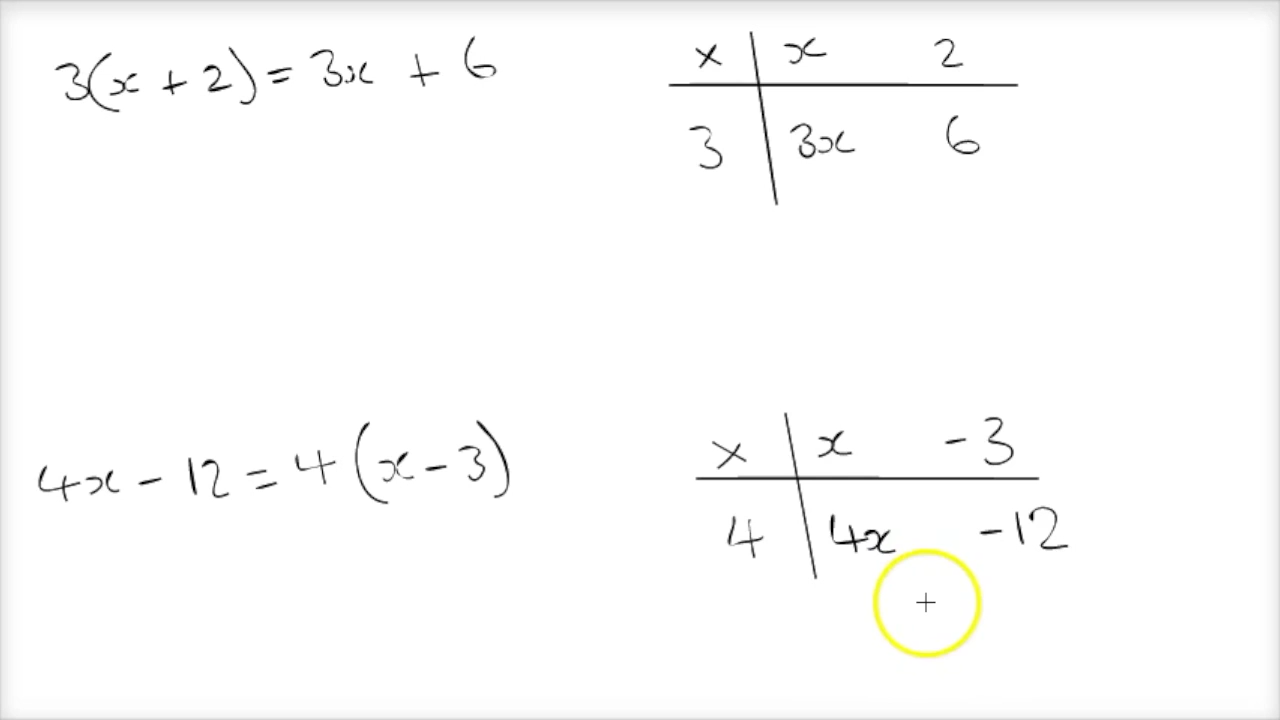 3(x + 2) = 3x + 6
× x 2
3 3x 6
4x - 12 = 4(x - 3)
× x -3
4 4x -12